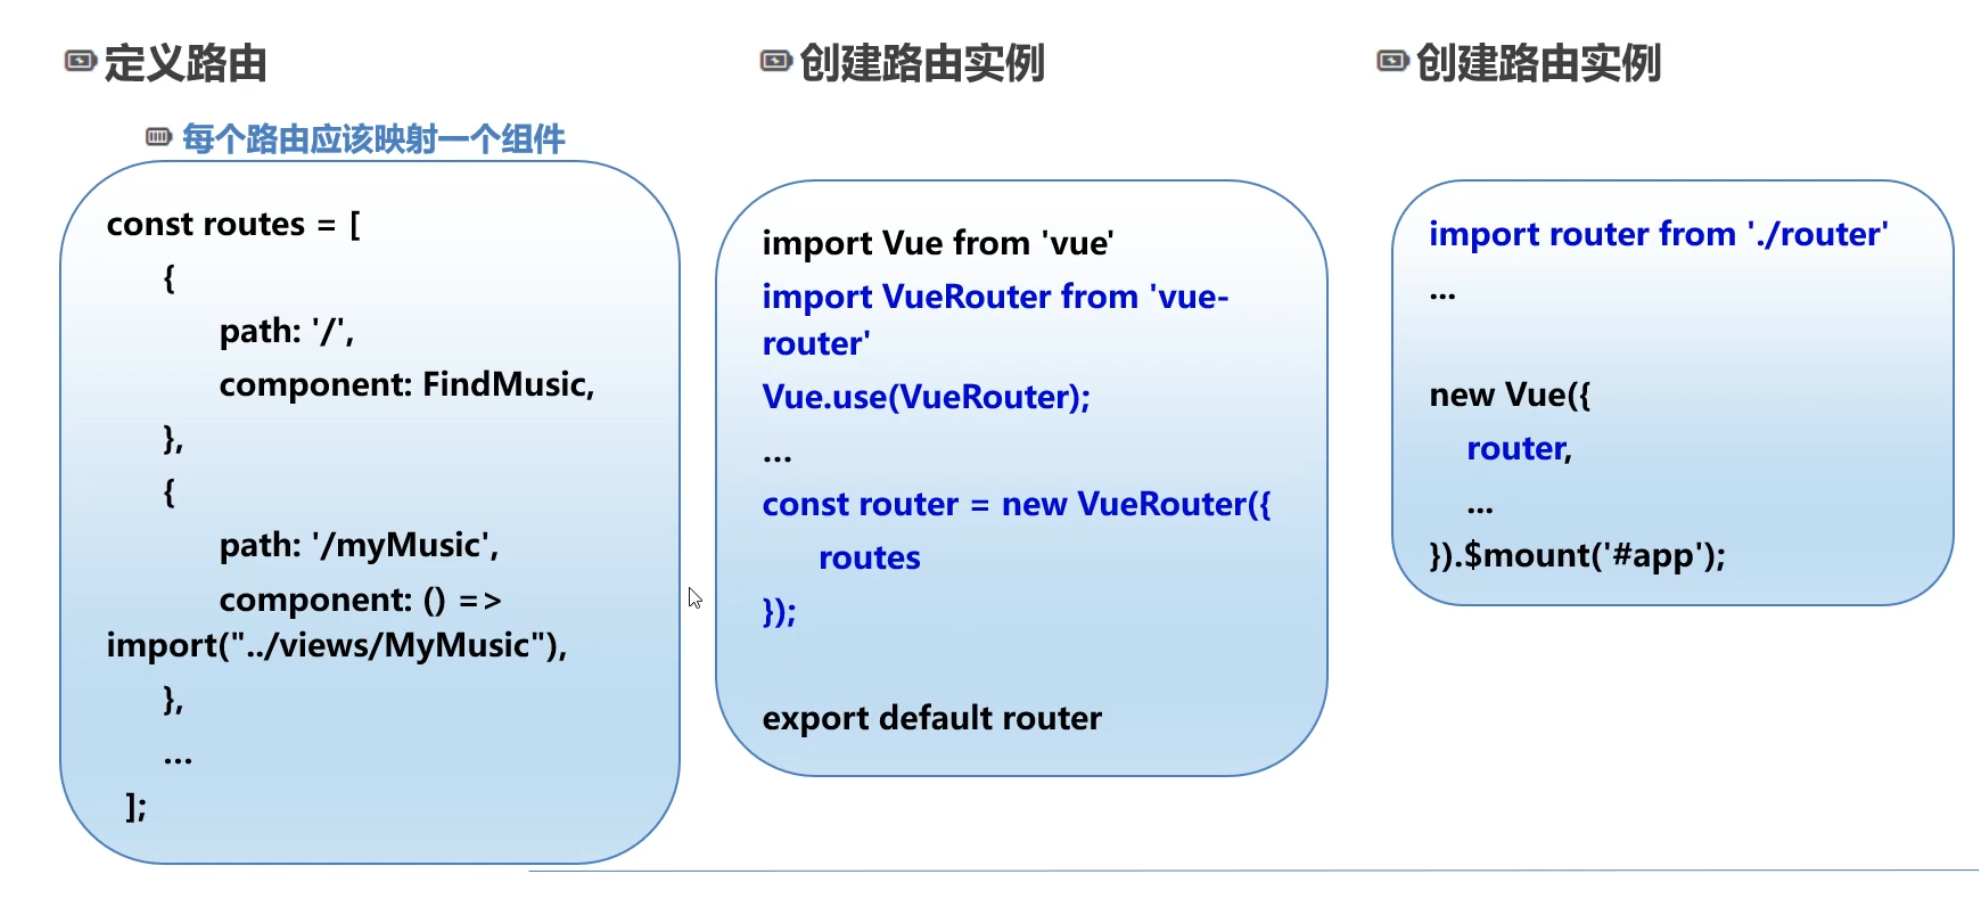 定义路由
每个路由应该映射一个组件
const routes = [
{
path: '/',
component: FindMusic,
},
{
path: '/myMusic',
component: () =>
import("../views/MyMusic"),
},
...
];
创建路由实例
import Vue from 'vue'
import VueRouter from 'vue-
router'
Vue.use(VueRouter);
...
const router = new VueRouter({
routes
});
export default router
创建路由实例
import router from './router'
...
new Vue({
router,
...
}).$mount('#app');